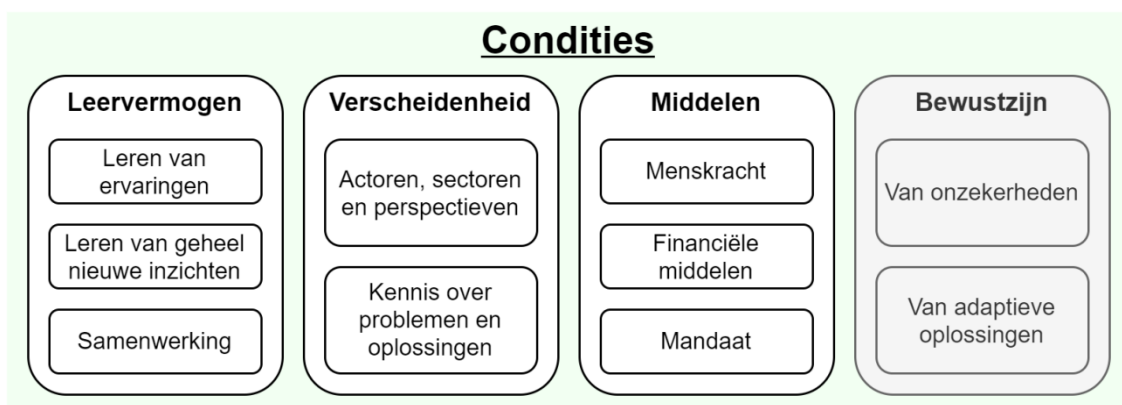 Condities
Leervermogen
Leren van
ervaringen
Leren van geheel
nieuwe inzichten
Samenwerking
Verscheidenheid
Actoren, sectoren
en perspectieven
Kennis over
problemen en
oplossingen
Middelen
Menskracht
Financiële
middelen
Mandaat
Bewustzijn
Van onzekerheden
Van adaptieve
oplossingen